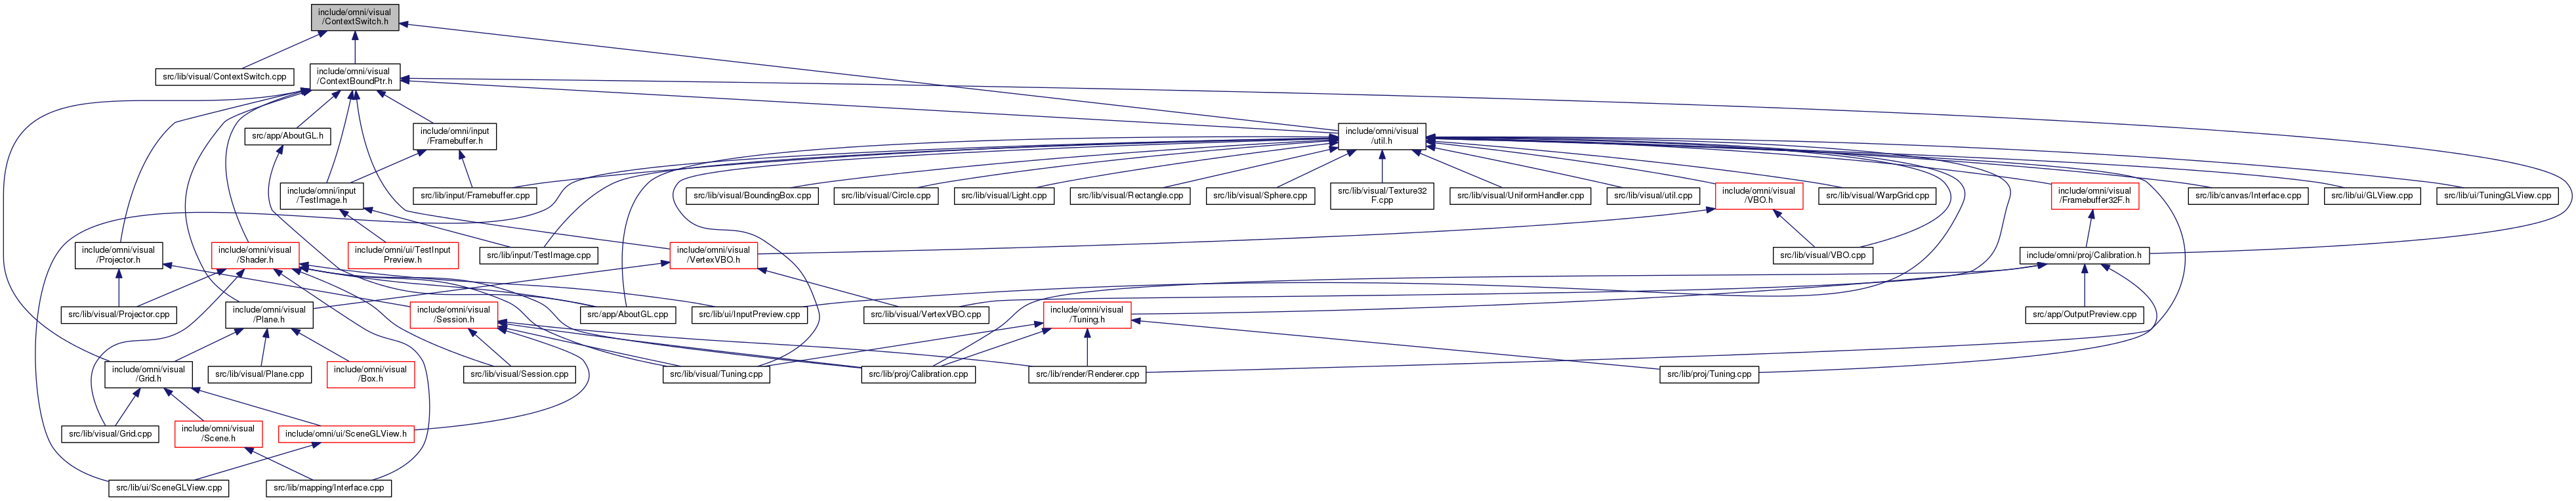 include/omni/visual
/ContextSwitch.h
src/lib/visual/ContextSwitch.cpp
include/omni/visual
/ContextBoundPtr.h
src/app/AboutGL.h
include/omni/input
/Framebuffer.h
include/omni/visual
/util.h
include/omni/input
/TestImage.h
src/lib/input/Framebuffer.cpp
src/lib/visual/BoundingBox.cpp
src/lib/visual/Circle.cpp
src/lib/visual/Light.cpp
src/lib/visual/Rectangle.cpp
src/lib/visual/Sphere.cpp
src/lib/visual/Texture32
F.cpp
src/lib/visual/UniformHandler.cpp
src/lib/visual/util.cpp
include/omni/visual
/VBO.h
src/lib/visual/WarpGrid.cpp
include/omni/visual
/Framebuffer32F.h
src/lib/canvas/Interface.cpp
src/lib/ui/GLView.cpp
src/lib/ui/TuningGLView.cpp
include/omni/visual
/Projector.h
include/omni/visual
/Shader.h
include/omni/ui/TestInput
Preview.h
src/lib/input/TestImage.cpp
include/omni/visual
/VertexVBO.h
src/lib/visual/VBO.cpp
include/omni/proj/Calibration.h
src/lib/visual/Projector.cpp
include/omni/visual
/Plane.h
include/omni/visual
/Session.h
src/app/AboutGL.cpp
src/lib/ui/InputPreview.cpp
src/lib/visual/VertexVBO.cpp
include/omni/visual
/Tuning.h
src/app/OutputPreview.cpp
include/omni/visual
/Grid.h
src/lib/visual/Plane.cpp
include/omni/visual
/Box.h
src/lib/visual/Session.cpp
src/lib/visual/Tuning.cpp
src/lib/proj/Calibration.cpp
src/lib/render/Renderer.cpp
src/lib/proj/Tuning.cpp
src/lib/visual/Grid.cpp
include/omni/visual
/Scene.h
include/omni/ui/SceneGLView.h
src/lib/ui/SceneGLView.cpp
src/lib/mapping/Interface.cpp